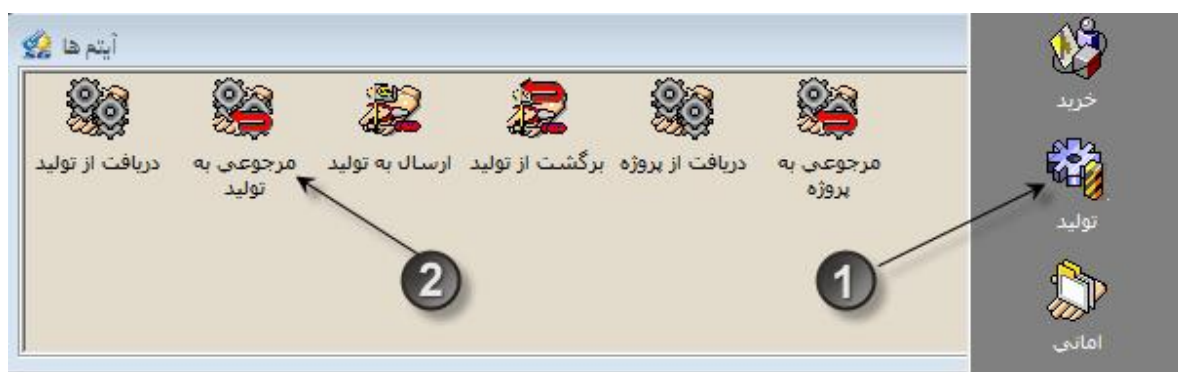 آیتم ها
دریافت از تولید
مرجوعی به
تولید
ارسال به تولید
برگشت از تولید
دریافت از پروژه
مرجوعی به
پروژه
2
1
خرید
تولید
امانی